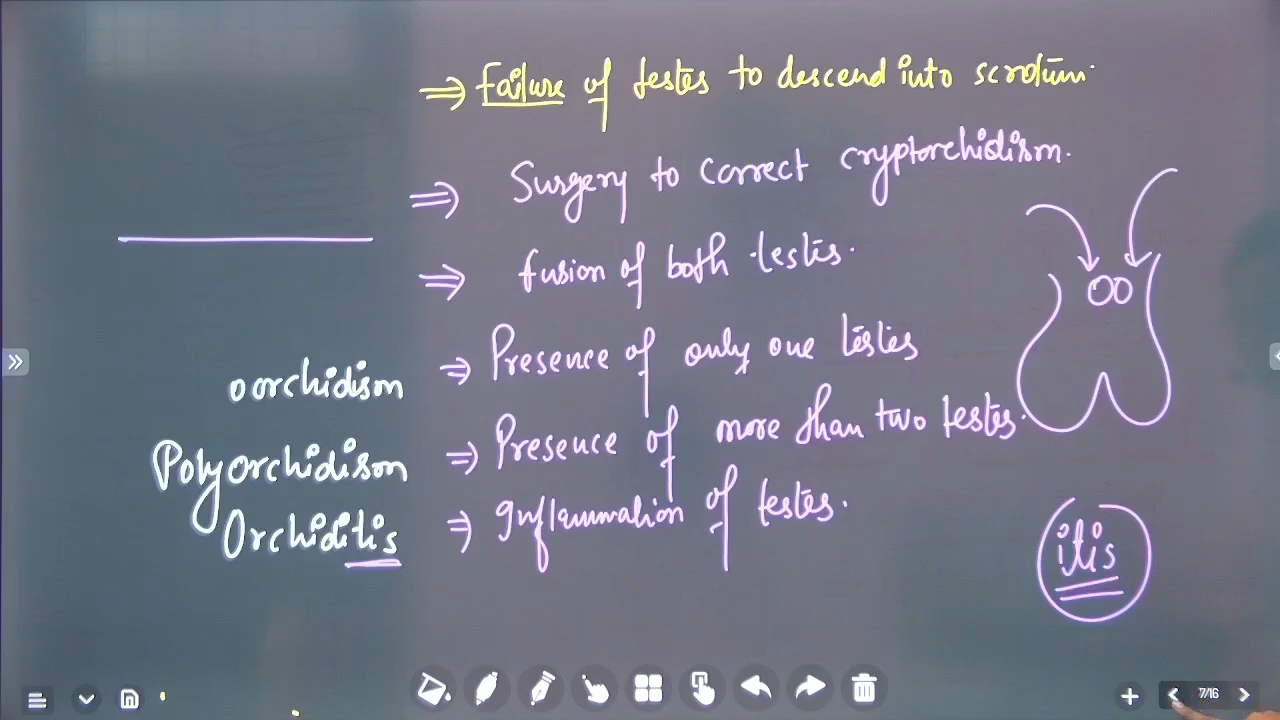 ⇒ Failure of testes to descend into scrotum.
⇒ Surgery to correct cryptorchidism.
⇒ fusion of both testis.
oorchidism ⇒ Presence of only one testes
Polyorchidism ⇒ Presence of more than two testes.
Orchiditis ⇒ Inflammation of testes.
itis
7/16